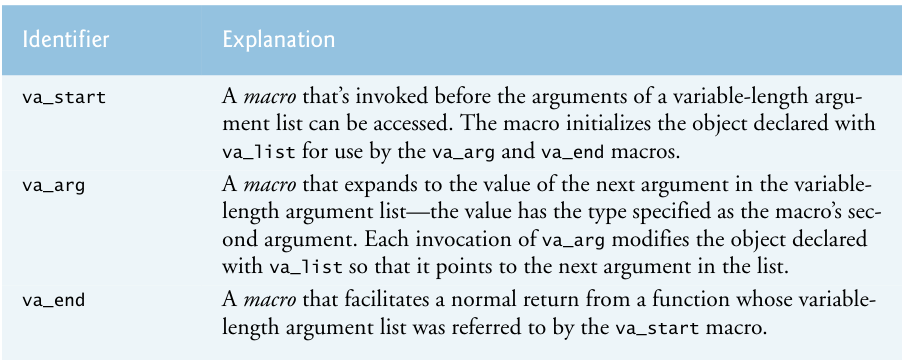 Identifier Explanation
va_start A macro that's invoked before the arguments of a variable-length argu-
ment list can be accessed. The macro initializes the object declared with
va_list for use by the va_arg and va_end macros.
va_arg A macro that expands to the value of the next argument in the variable-
length argument list—the value has the type specified as the macro's sec-
ond argument. Each invocation of va_arg modifies the object declared
with va_list so that it points to the next argument in the list.
va_end A macro that facilitates a normal return from a function whose variable-
length argument list was referred to by the va_start macro.